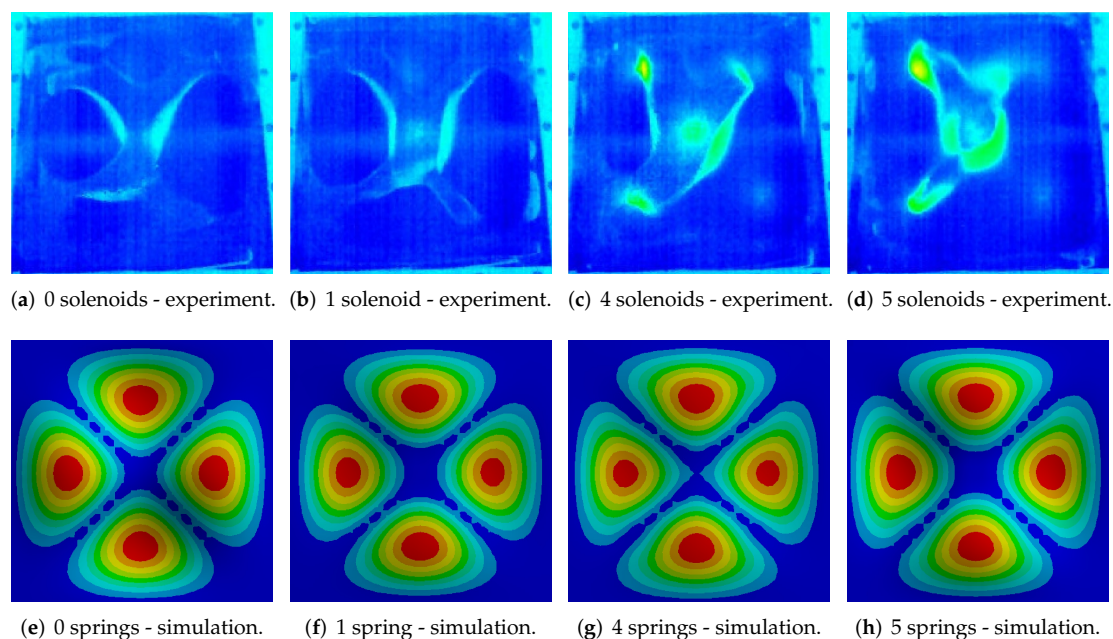 (a) 0 solenoids - experiment. (b) 1 solenoid - experiment. (c) 4 solenoids - experiment. (d) 5 solenoids - experiment.
(e) 0 springs - simulation. (f) 1 spring - simulation. (g) 4 springs - simulation. (h) 5 springs - simulation.